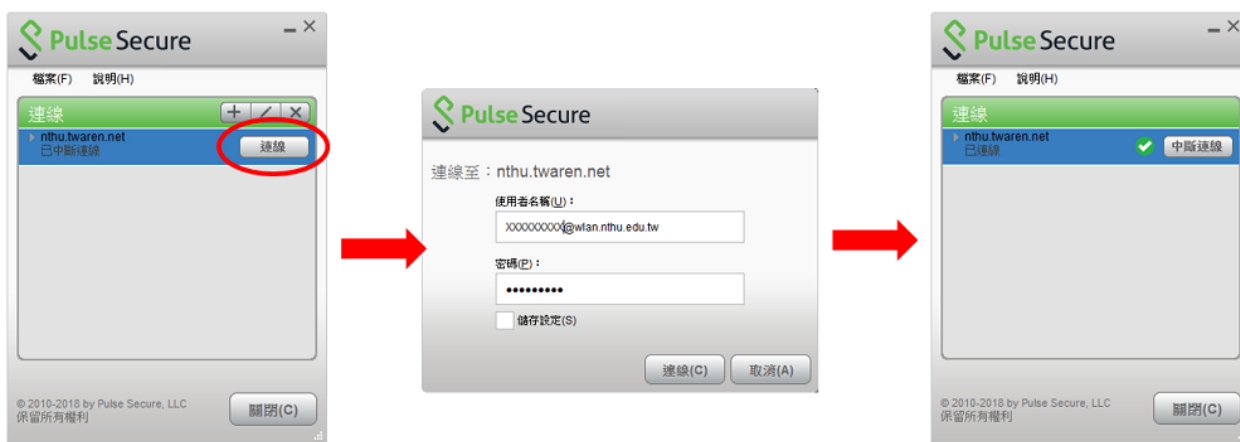 Pulse Secure
檔案(F) 說明(H)
連線
nthu.twaren.net
已中斷連線
連線
© 2010-2018 by Pulse Secure, LLC
保留所有權利
關閉(C)
Pulse Secure
連線至：nthu.twaren.net
使用者名稱(U)：
XXXXXXXXX@wlan.nthu.edu.tw
密碼(P)：
•••••••••
儲存設定(S)
連線(C) 取消(A)
Pulse Secure
檔案(F) 說明(H)
連線
nthu.twaren.net
已連線
中斷連線
© 2010-2018 by Pulse Secure, LLC
保留所有權利
關閉(C)